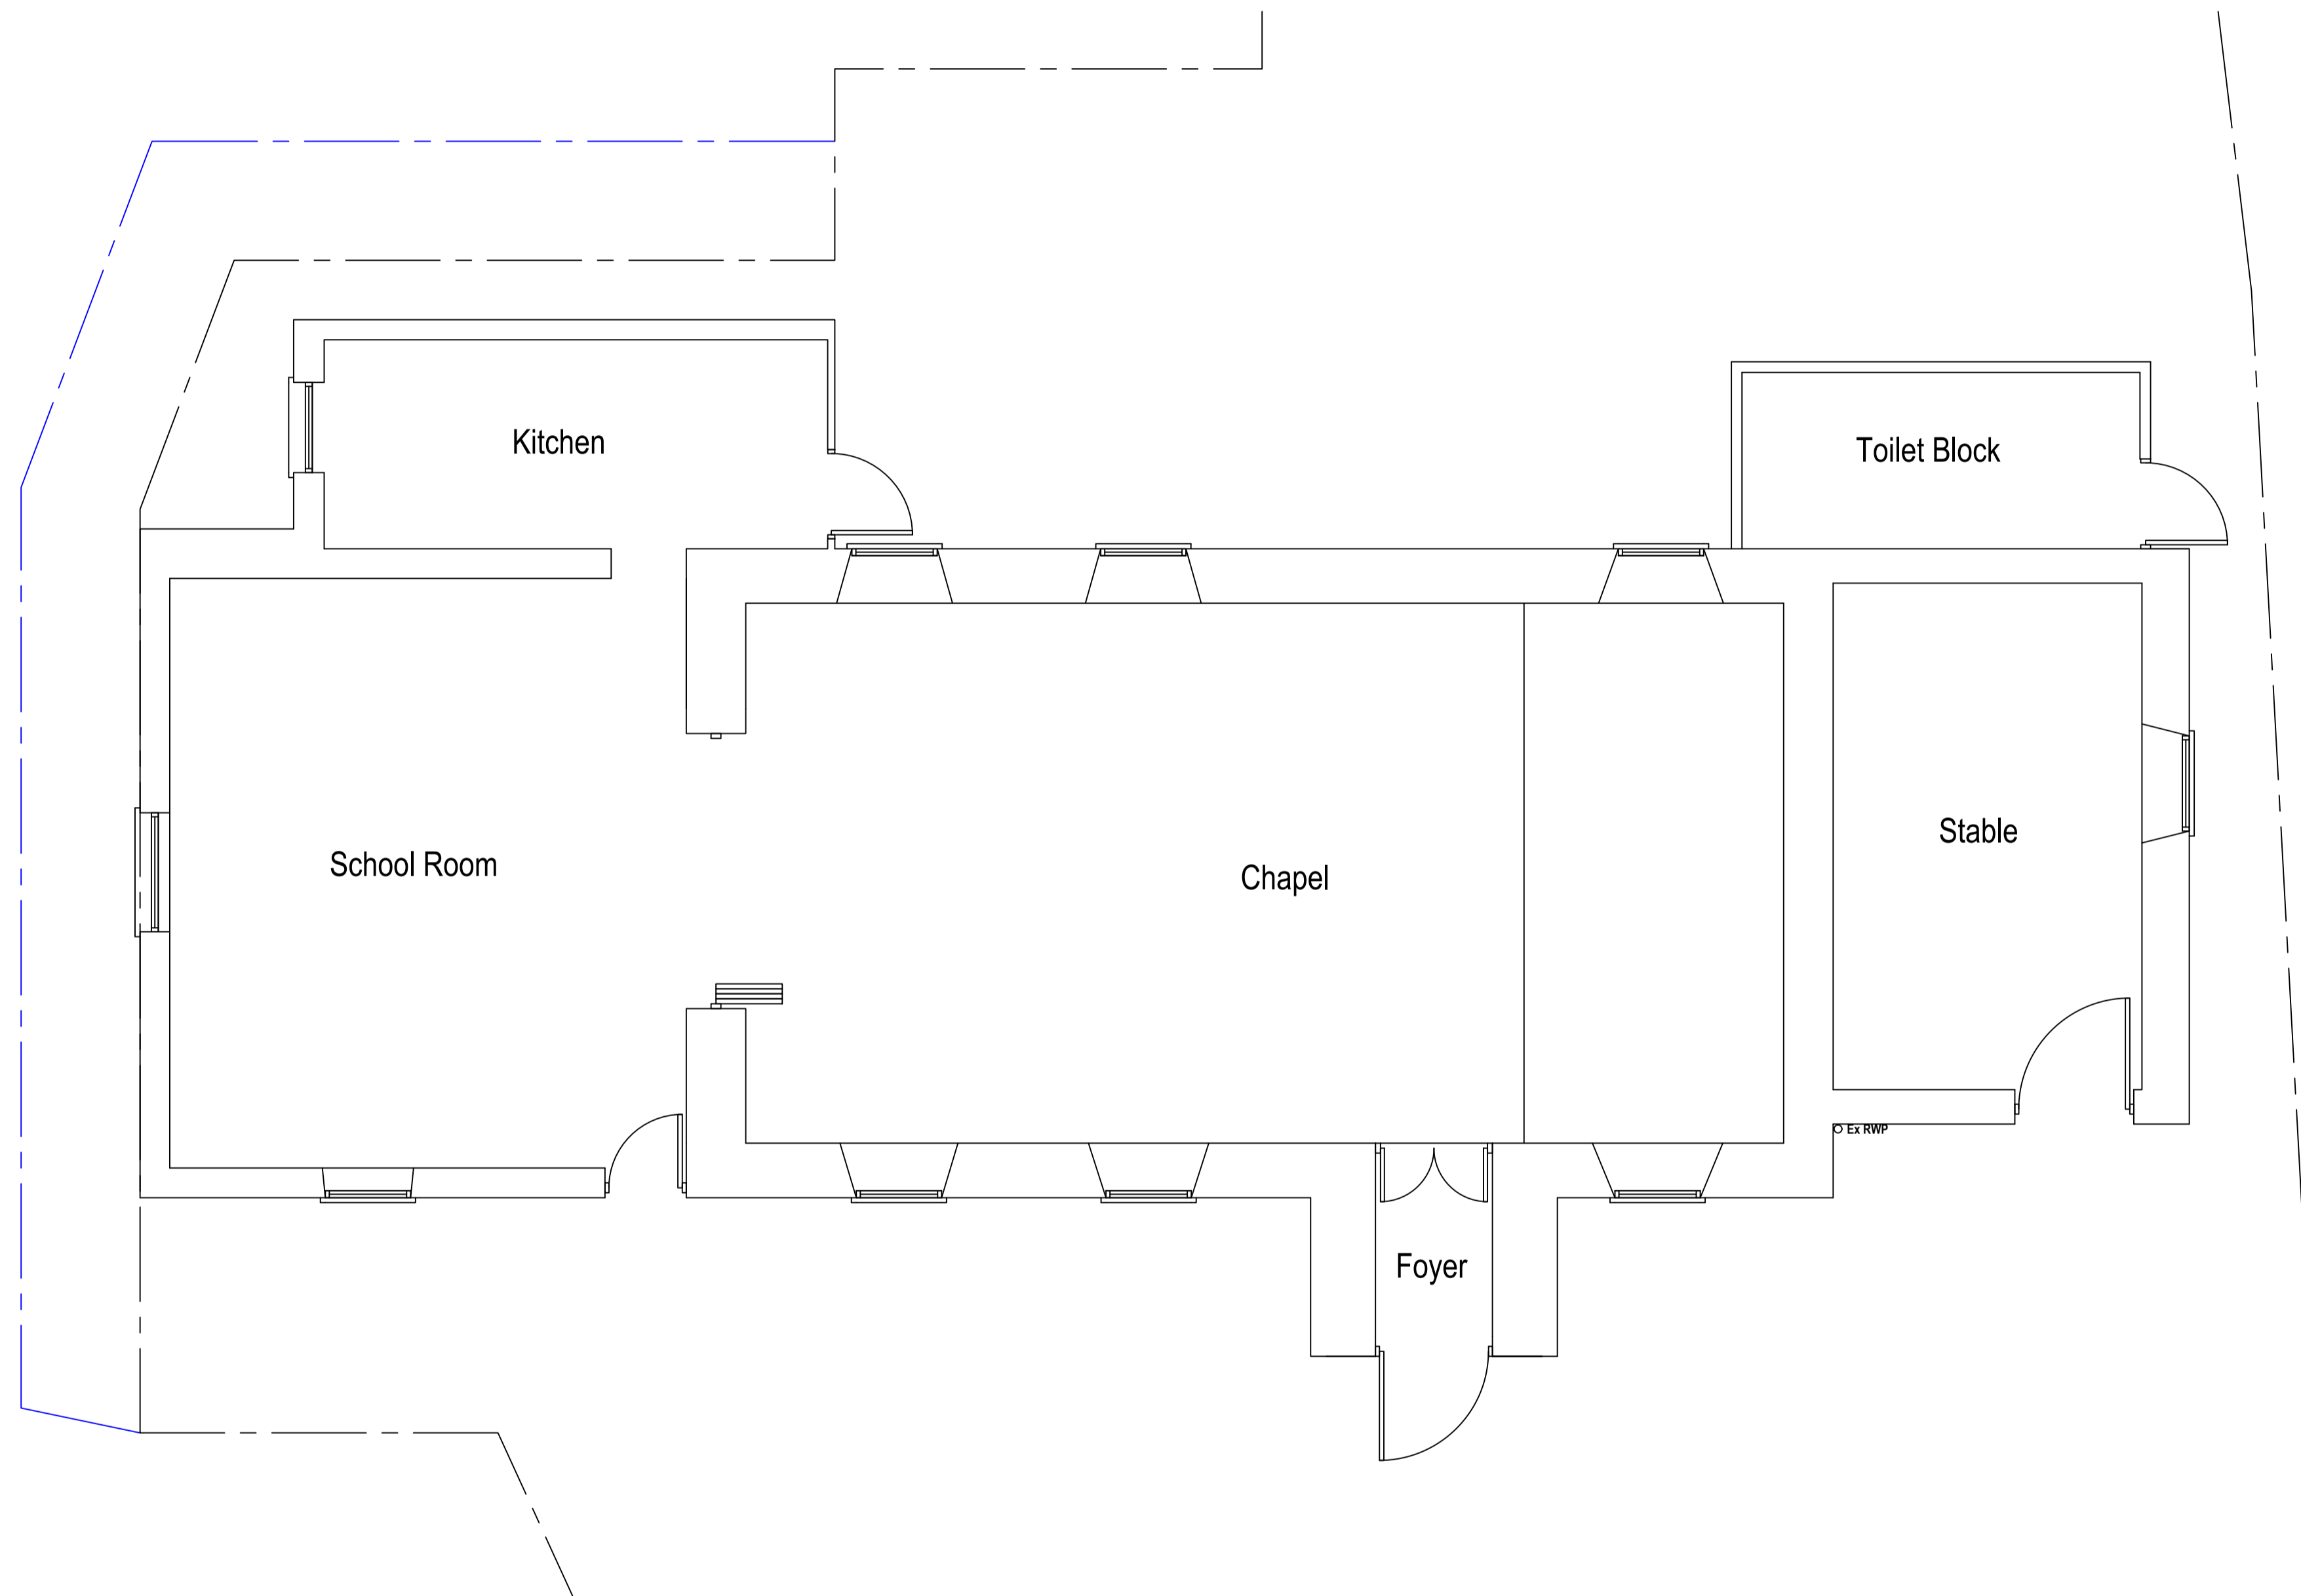 Kitchen
Toilet Block
School Room
Chapel
Stable
Ex RWP
Foyer